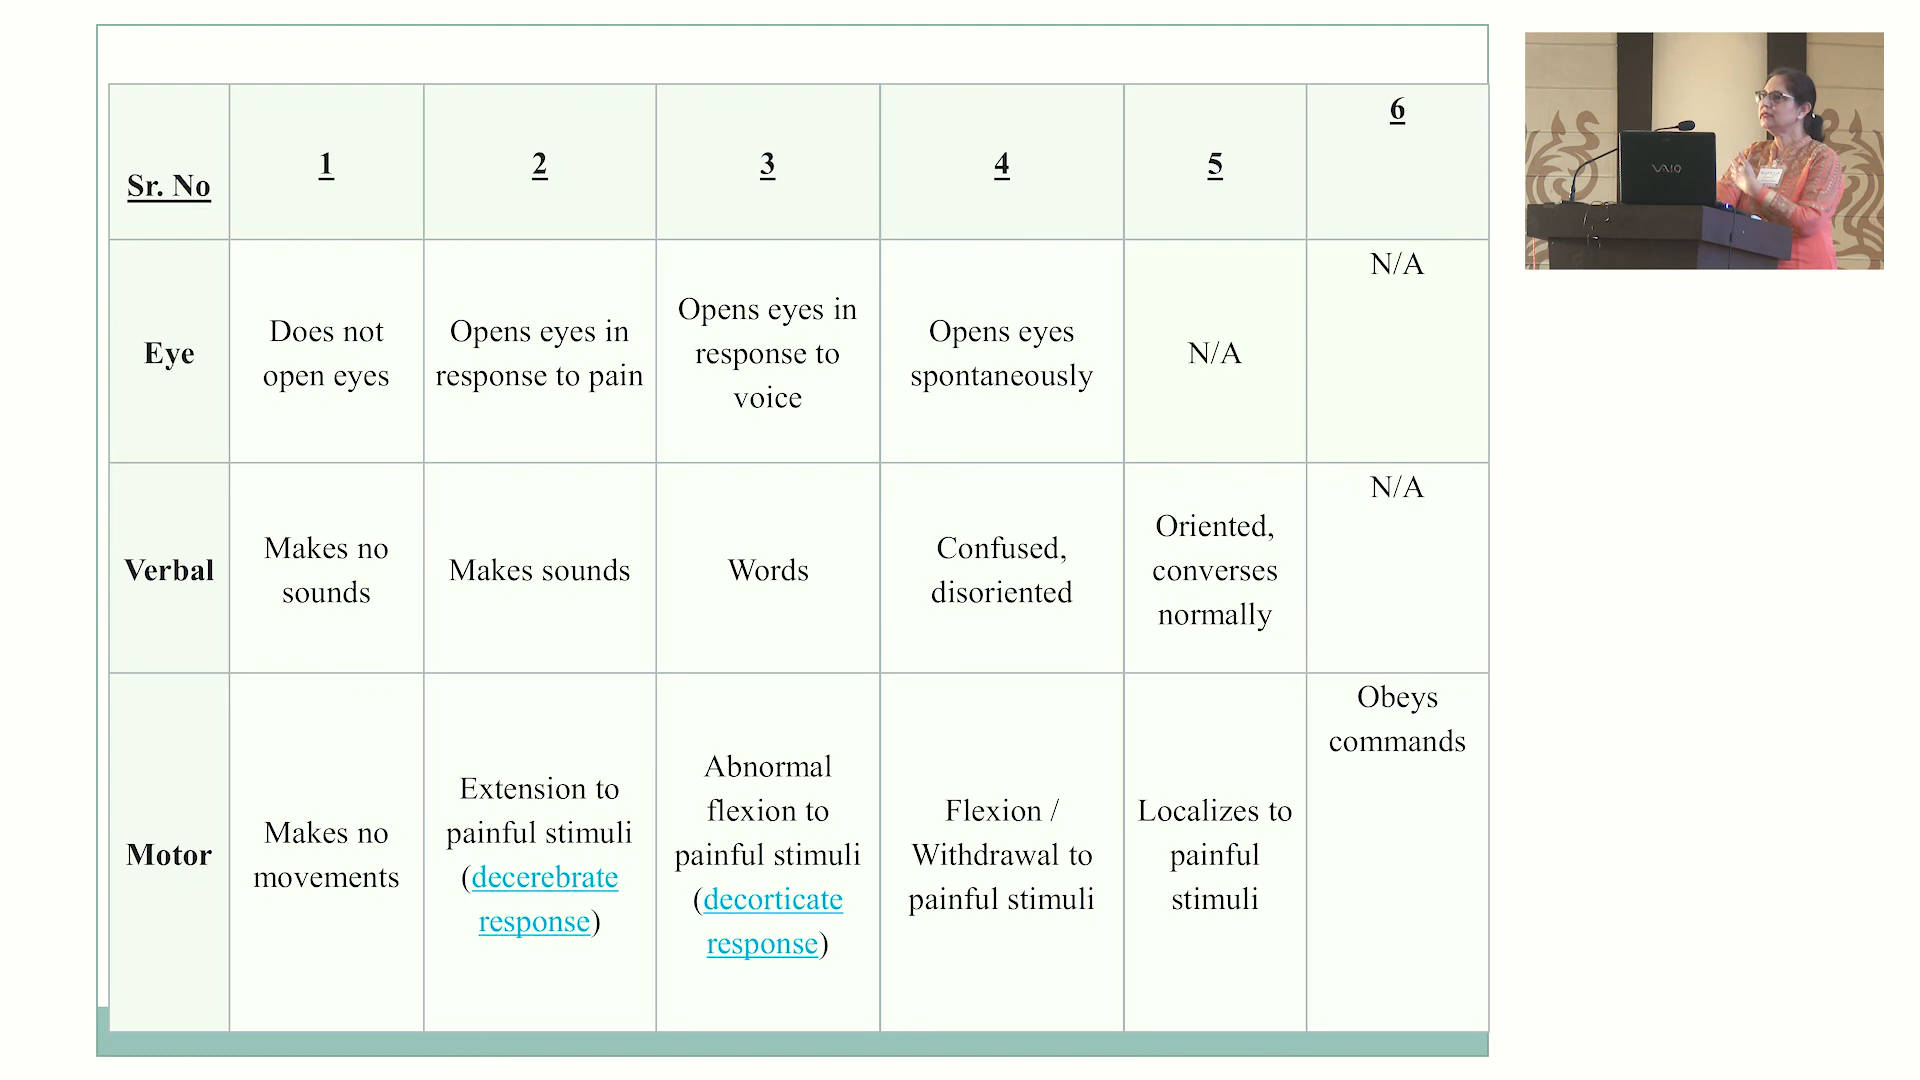 Sr. No
1
2
3
4
5
6
Eye
Does not
open eyes
Opens eyes in
response to pain
Opens eyes in
response to
voice
Opens eyes
spontaneously
N/A
N/A
Verbal
Makes no
sounds
Makes sounds
Words
Confused,
disoriented
Oriented,
converses
normally
N/A
Motor
Makes no
movements
Extension to
painful stimuli
(decerebrate
response)
Abnormal
flexion to
painful stimuli
(decorticate
response)
Flexion /
Withdrawal to
painful stimuli
Localizes to
painful
stimuli
Obeys
commands
VAIO